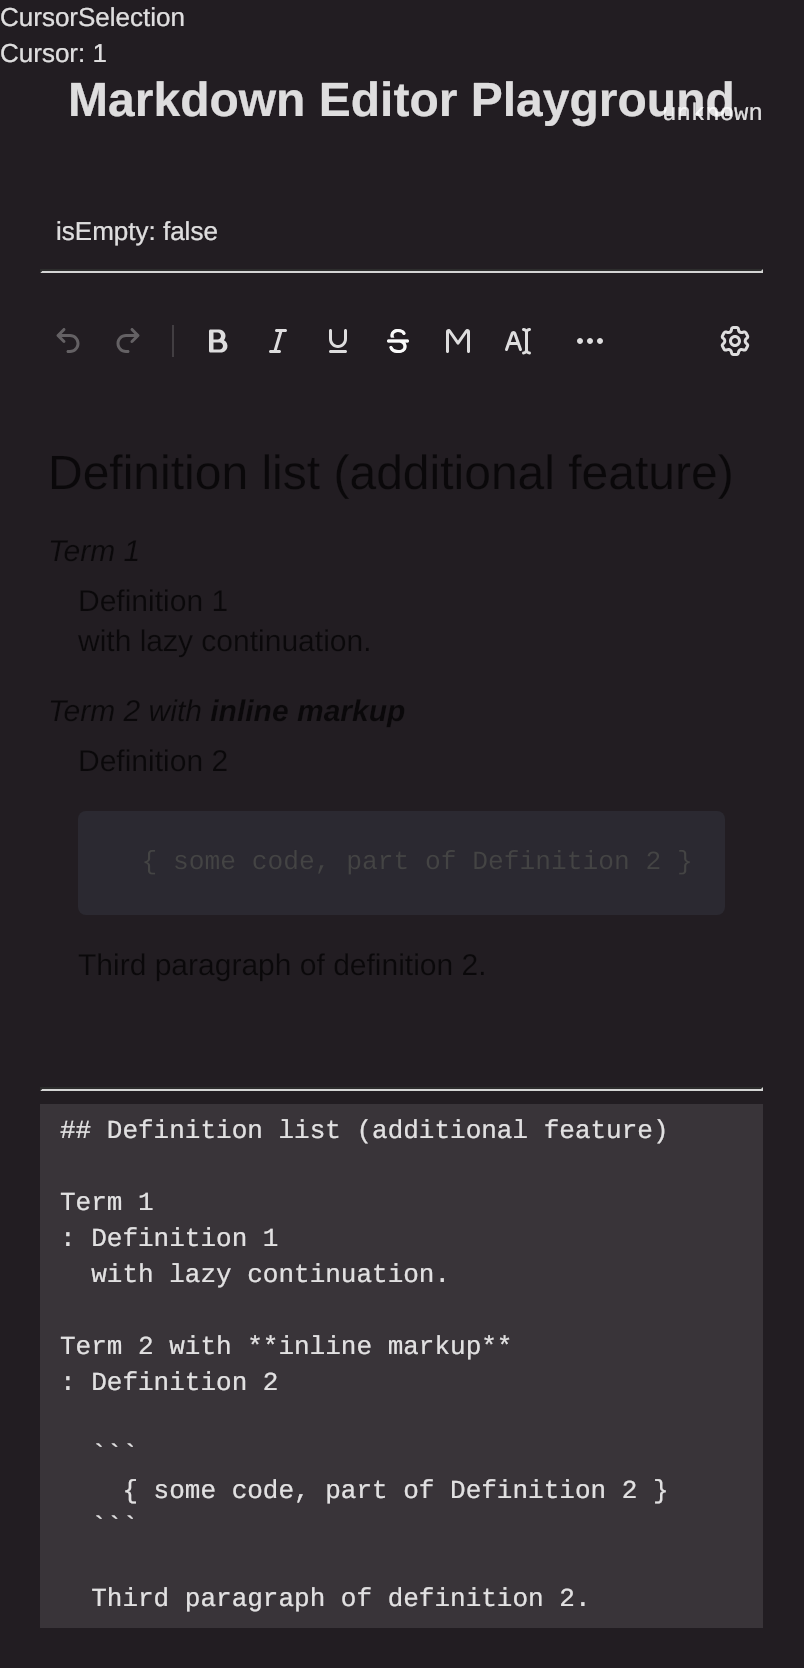 CursorSelection
Cursor: 1
Markdown Editor Playground
unknown
isEmpty: false
Definition list (additional feature)
Term 1
Definition 1
with lazy continuation.
Term 2 with inline markup
Definition 2
{ some code, part of Definition 2 }
Third paragraph of definition 2.
## Definition list (additional feature)
Term 1
: Definition 1
with lazy continuation.
Term 2 with **inline markup**
: Definition 2
```
{ some code, part of Definition 2 }
```
Third paragraph of definition 2.